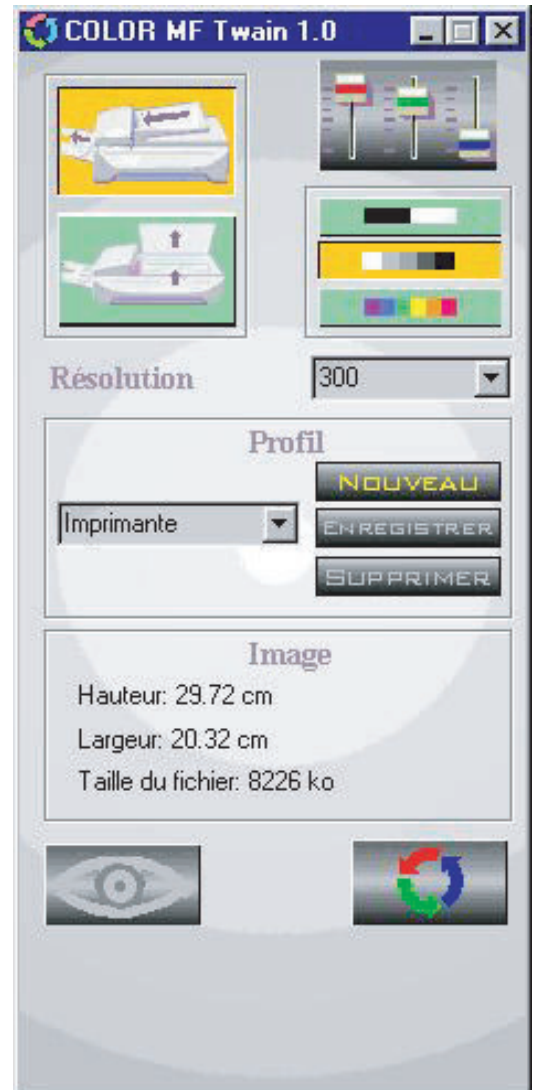 COLOR MF Twain 1.0
Résolution
300
Profil
Imprimante
NOUVEAU
ENREGISTRER
SUPPRIMER
Image
Hauteur: 29.72 cm
Largeur: 20.32 cm
Taille du fichier: 8226 ko